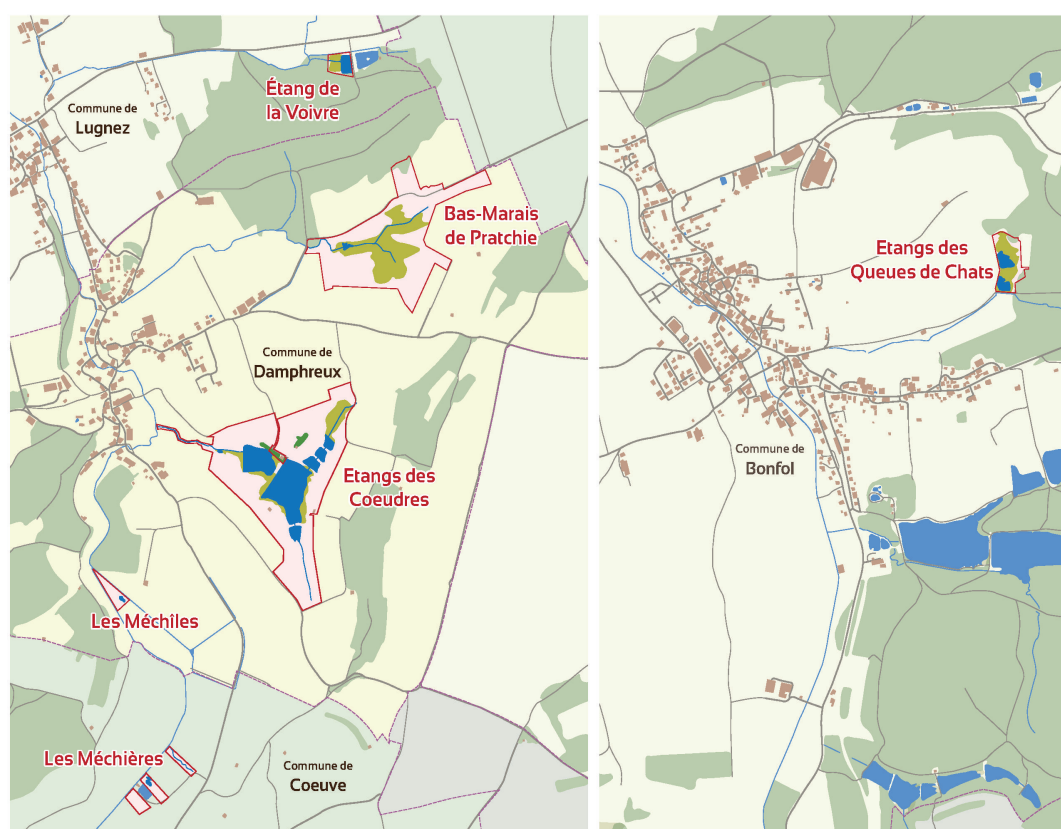 Étang de
la Voivre
Commune de
Lugnez
Bas-Marais
de Pratchie
Commune de
Damphreux
Etangs des
Coeudres
Les Méchîles
Les Méchières
Commune de
Coeuve
Etangs des
Queues de Chats
Commune de
Bonfol